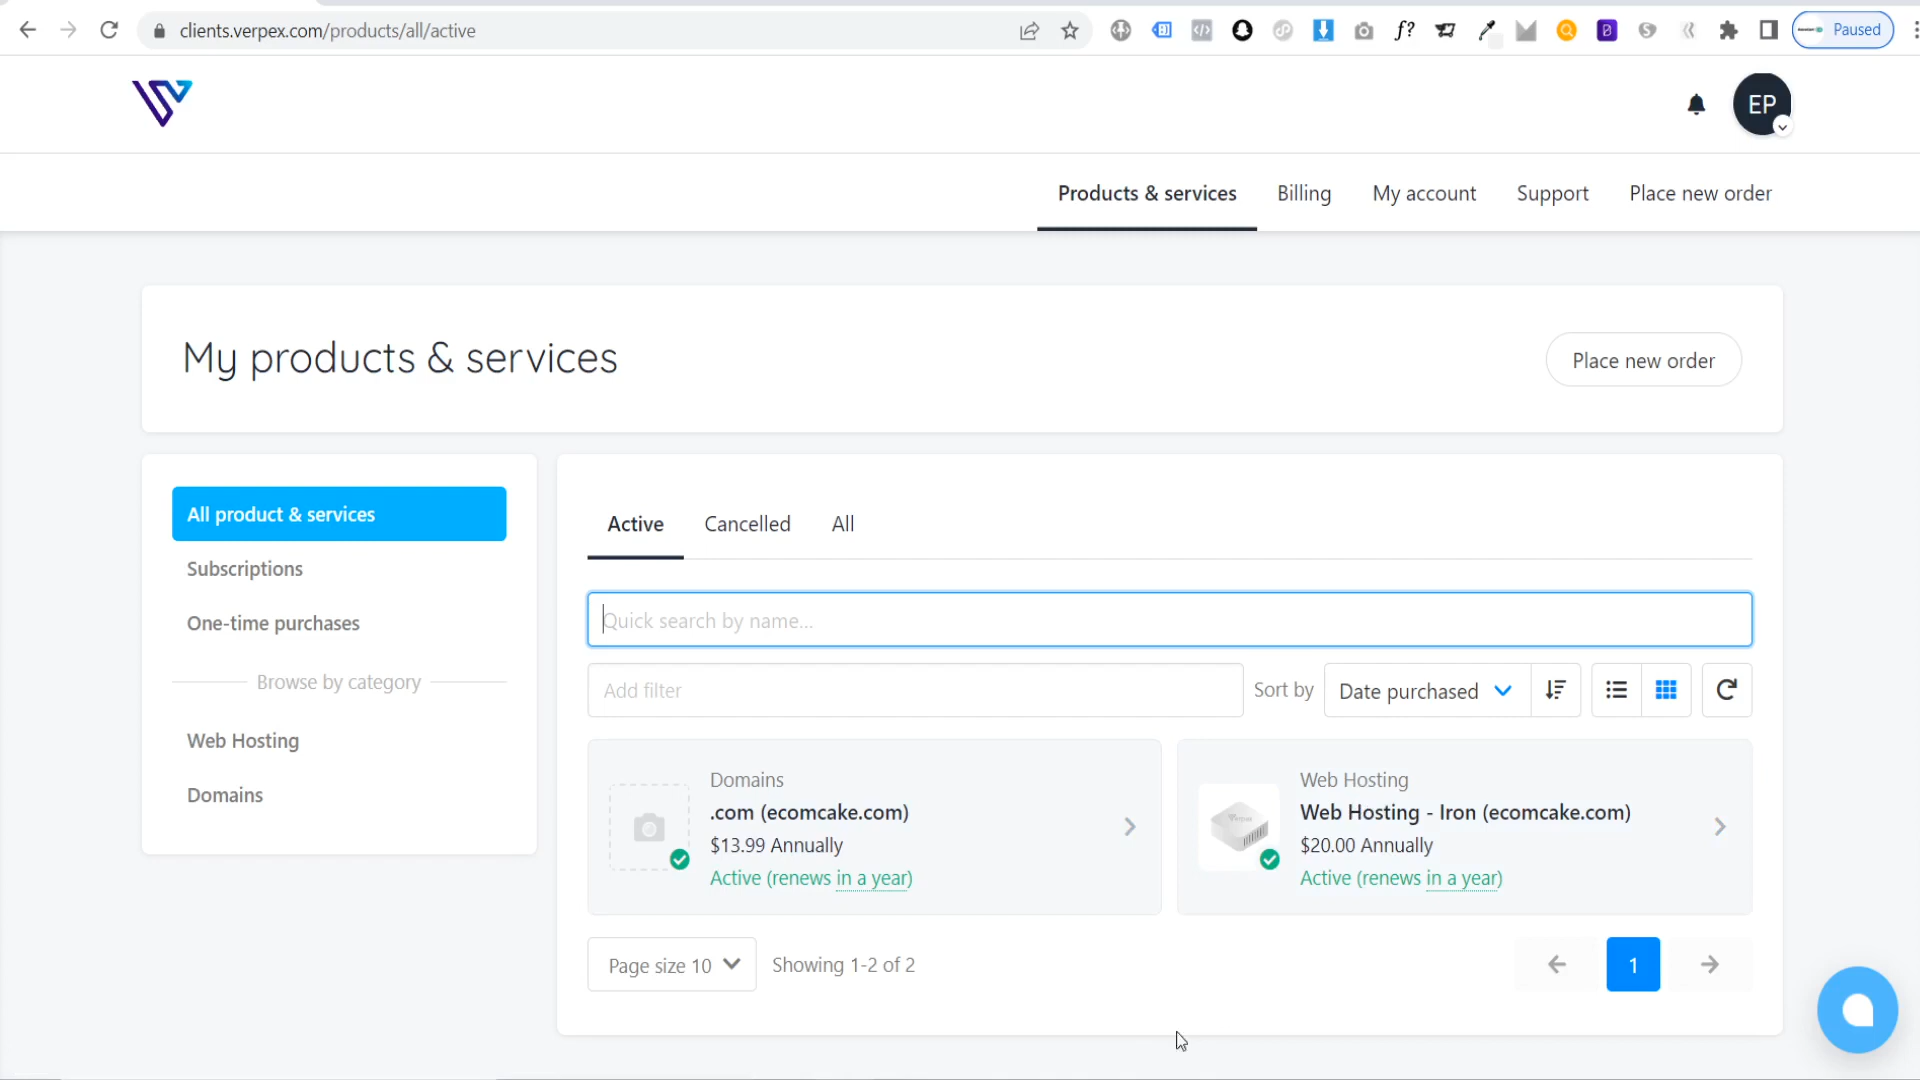 clients.verpex.com/products/all/active
f?
Paused
EP
Products & services
Billing
My account
Support
Place new order
My products & services
Place new order
All product & services
Subscriptions
One-time purchases
Browse by category
Web Hosting
Domains
Active
Cancelled
All
Quick search by name...
Add filter
Sort by
Date purchased
Domains
.com (ecomcake.com)
$13.99 Annually
Active (renews in a year)
Web Hosting
Web Hosting - Iron (ecomcake.com)
$20.00 Annually
Active (renews in a year)
Page size 10
Showing 1-2 of 2
1